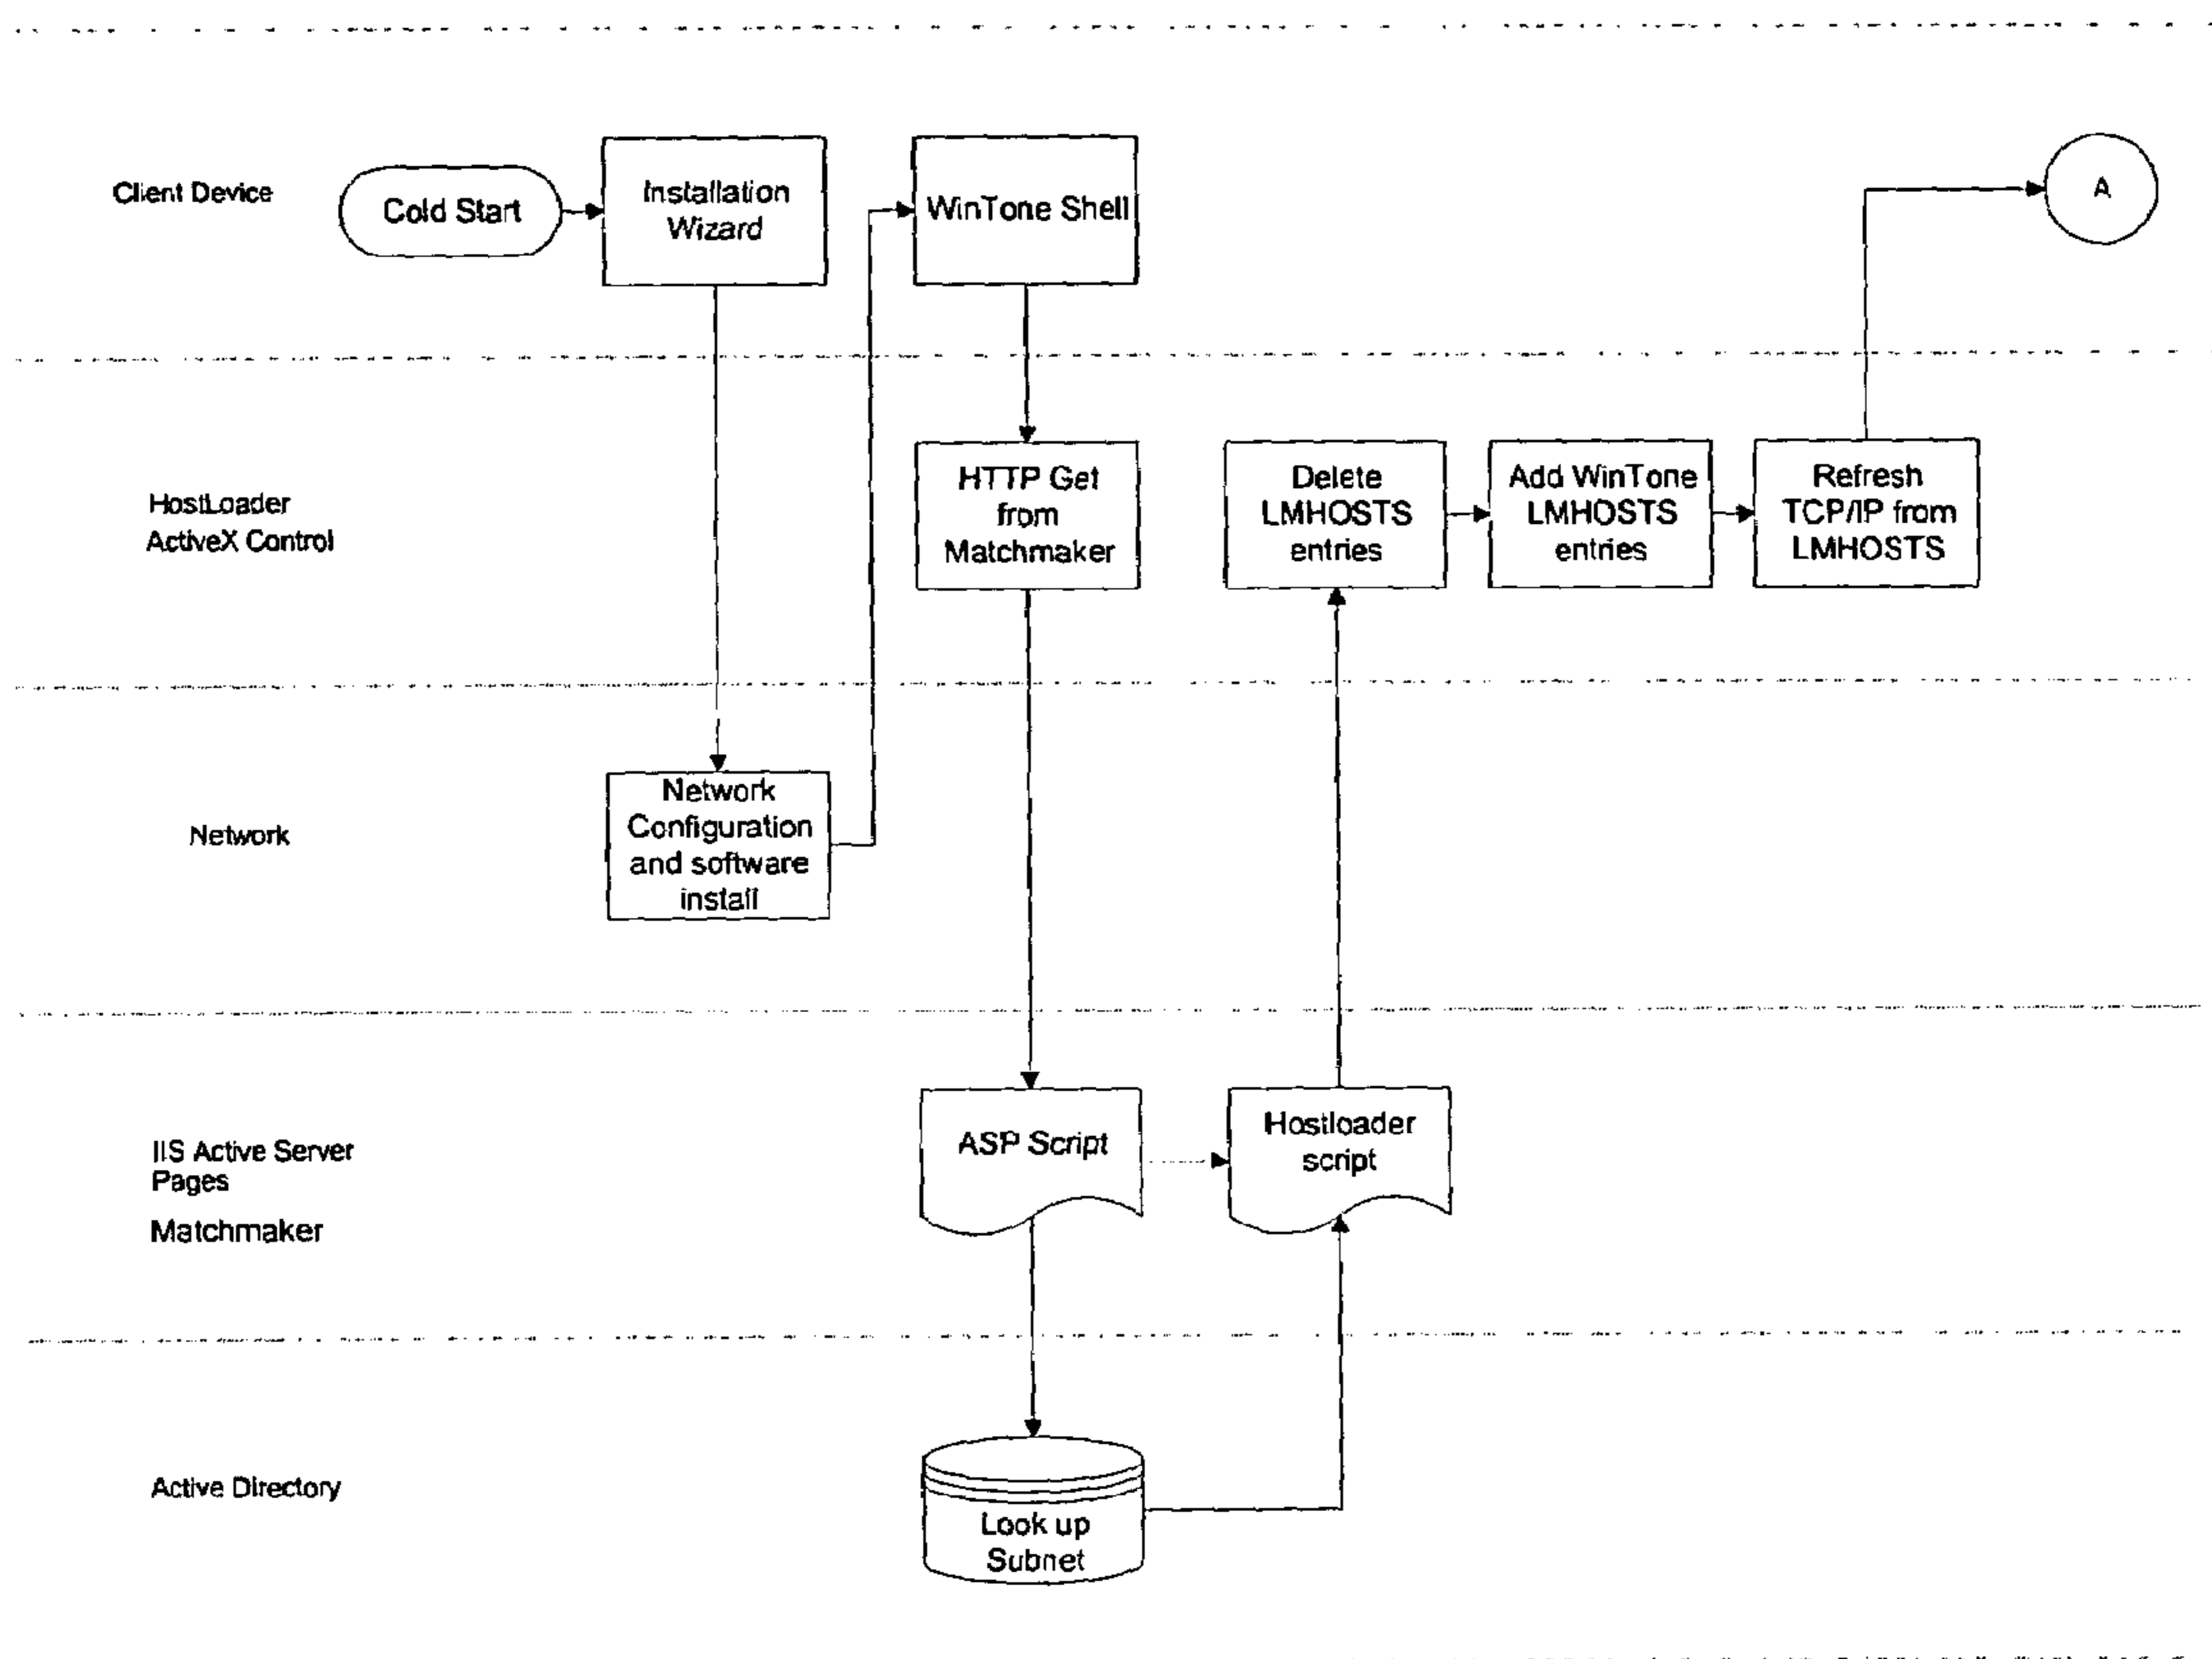 Client Device
Cold Start
Installation
Wizard
WinTone Shell
A
HostLoader
ActiveX Control
HTTP Get
from
Matchmaker
Delete
LMHOSTS
entries
Add WinTone
LMHOSTS
entries
Refresh
TCP/IP from
LMHOSTS
Network
Network
Configuration
and software
install
IIS Active Server
Pages
Matchmaker
ASP Script
Hostloader
script
Active Directory
Look up
Subnet